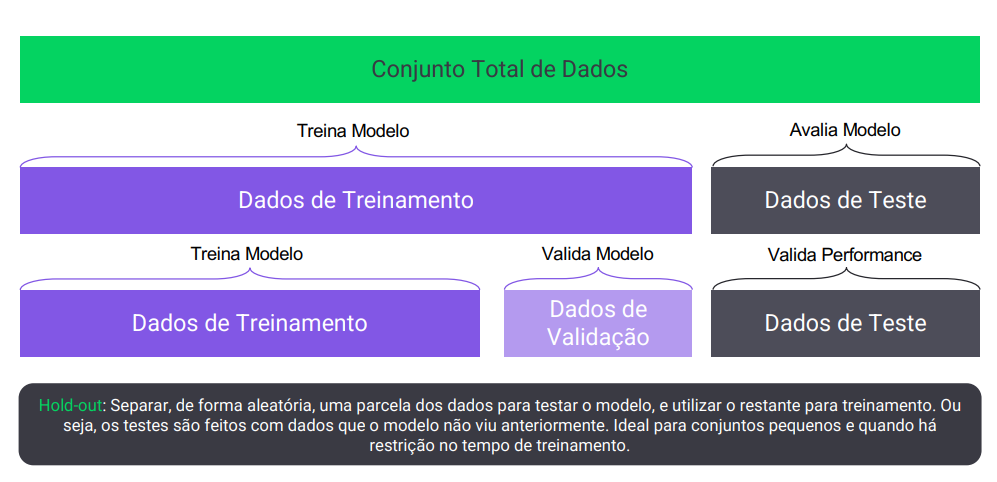 Conjunto Total de Dados
Treina Modelo
Avalia Modelo
Dados de Treinamento
Dados de Teste
Treina Modelo
Valida Modelo
Valida Performance
Dados de Treinamento
Dados de
Validação
Dados de Teste
Hold-out: Separar, de forma aleatória, uma parcela dos dados para testar o modelo, e utilizar o restante para treinamento. Ou
seja, os testes são feitos com dados que o modelo não viu anteriormente. Ideal para conjuntos pequenos e quando há
restrição no tempo de treinamento.